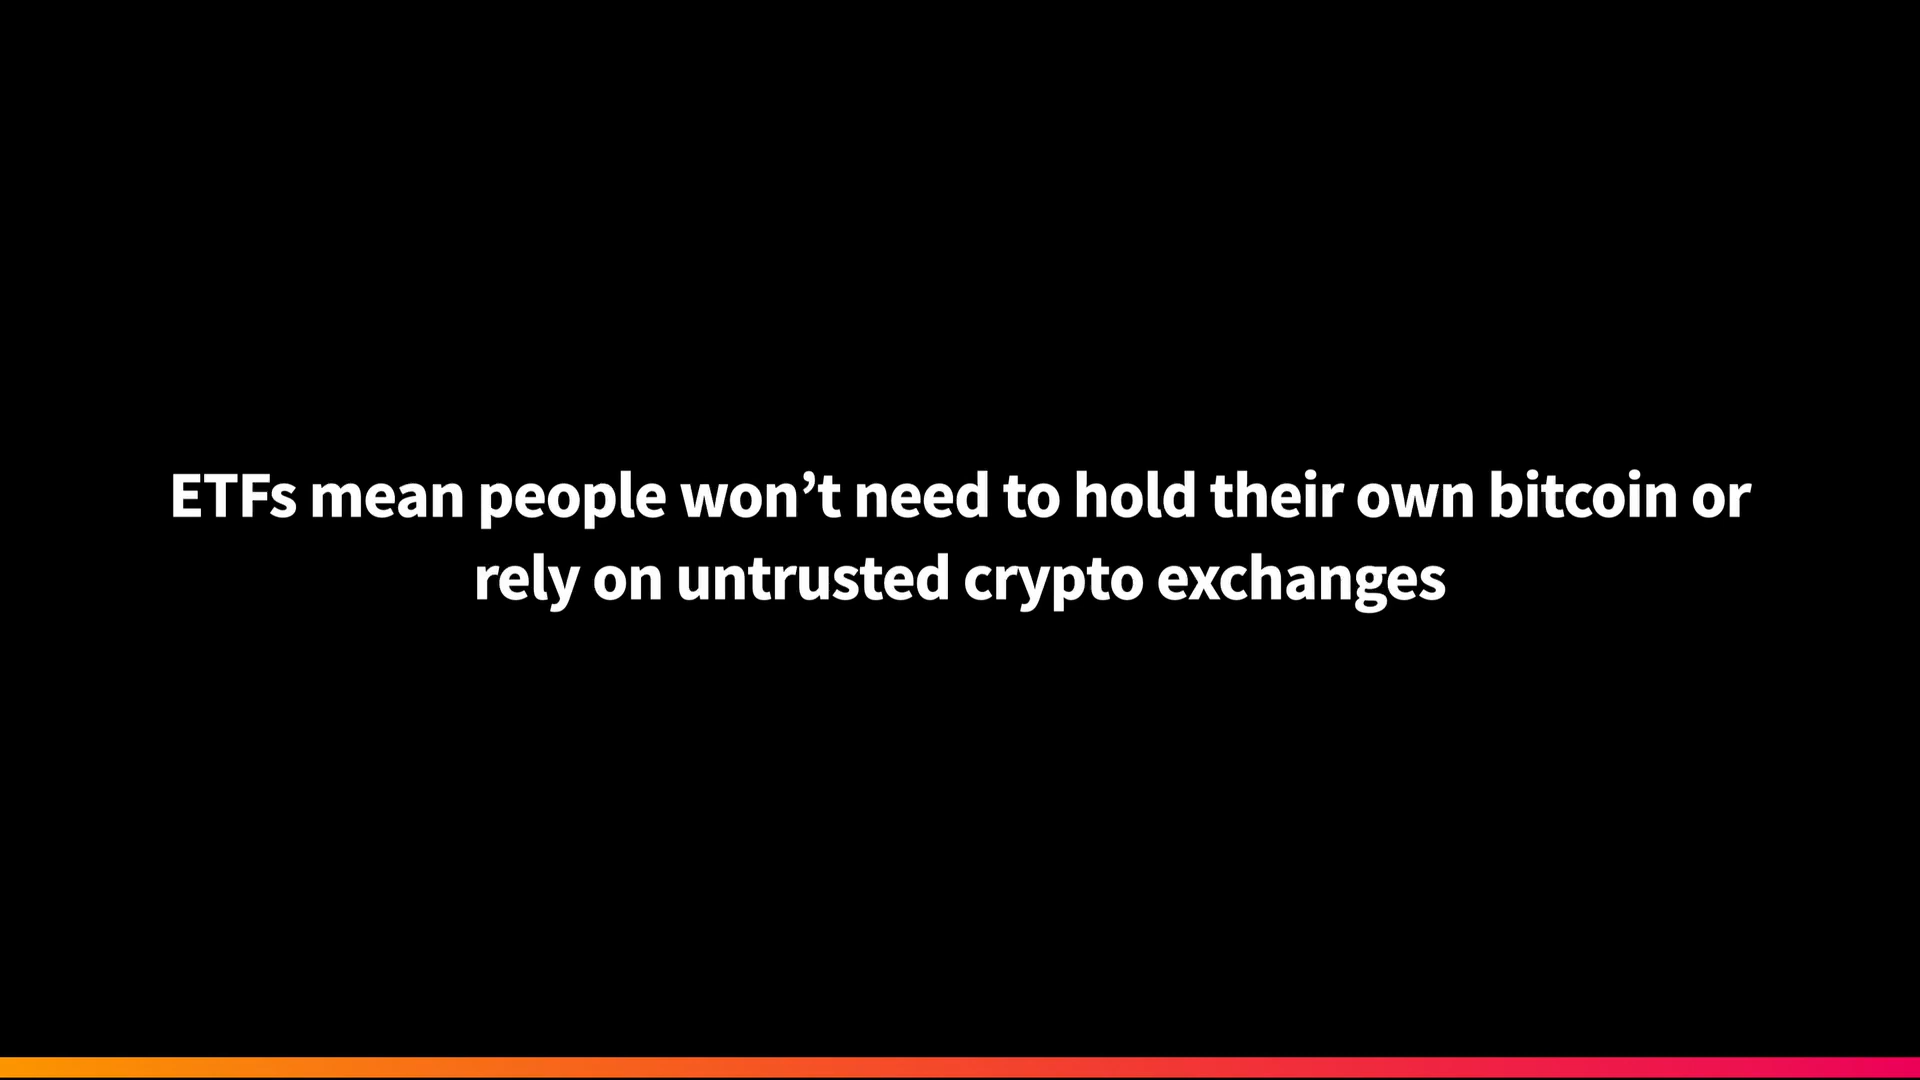 ETFs mean people won’t need to hold their own bitcoin or
rely on untrusted crypto exchanges